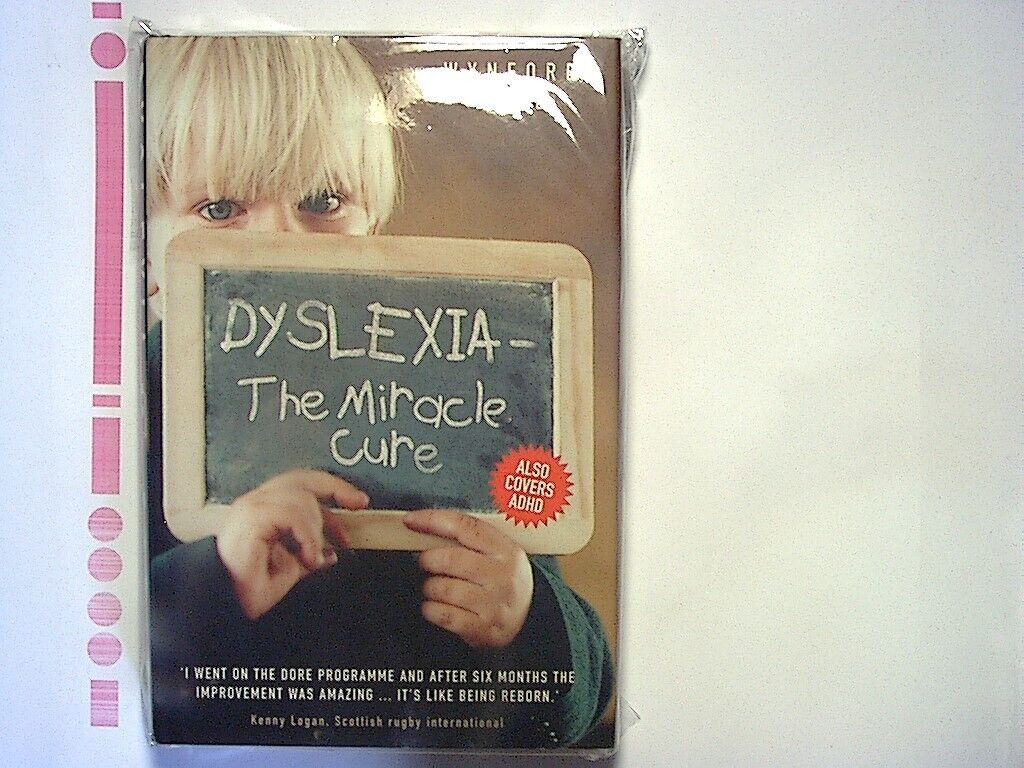 DYSLEXIA –
The Miracle
Cure
ALSO
COVERS
ADHD
'I WENT ON THE DORE PROGRAMME AND AFTER SIX MONTHS THE
IMPROVEMENT WAS AMAZING ... IT'S LIKE BEING REBORN.'
Kenny Logan, Scottish rugby international